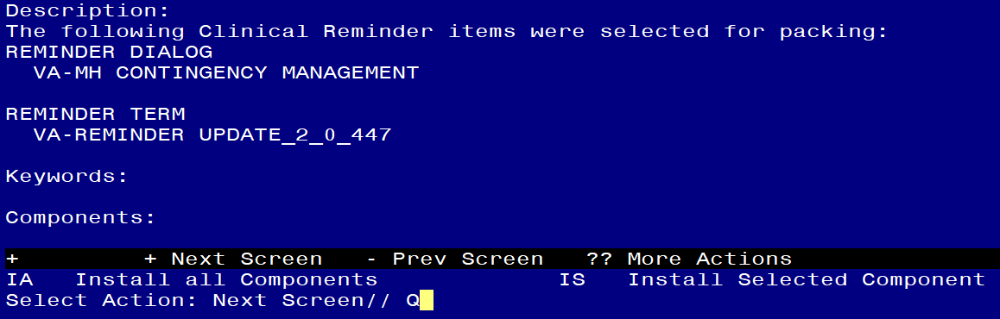 Description:
The following Clinical Reminder items were selected for packing:
REMINDER DIALOG
VA-MH CONTINGENCY MANAGEMENT
REMINDER TERM
VA-REMINDER UPDATE_2_0_447
Keywords:
Components:
+ + Next Screen - Prev Screen ?? More Actions
IA Install all Components IS Install Selected Component
Select Action: Next Screen// Q